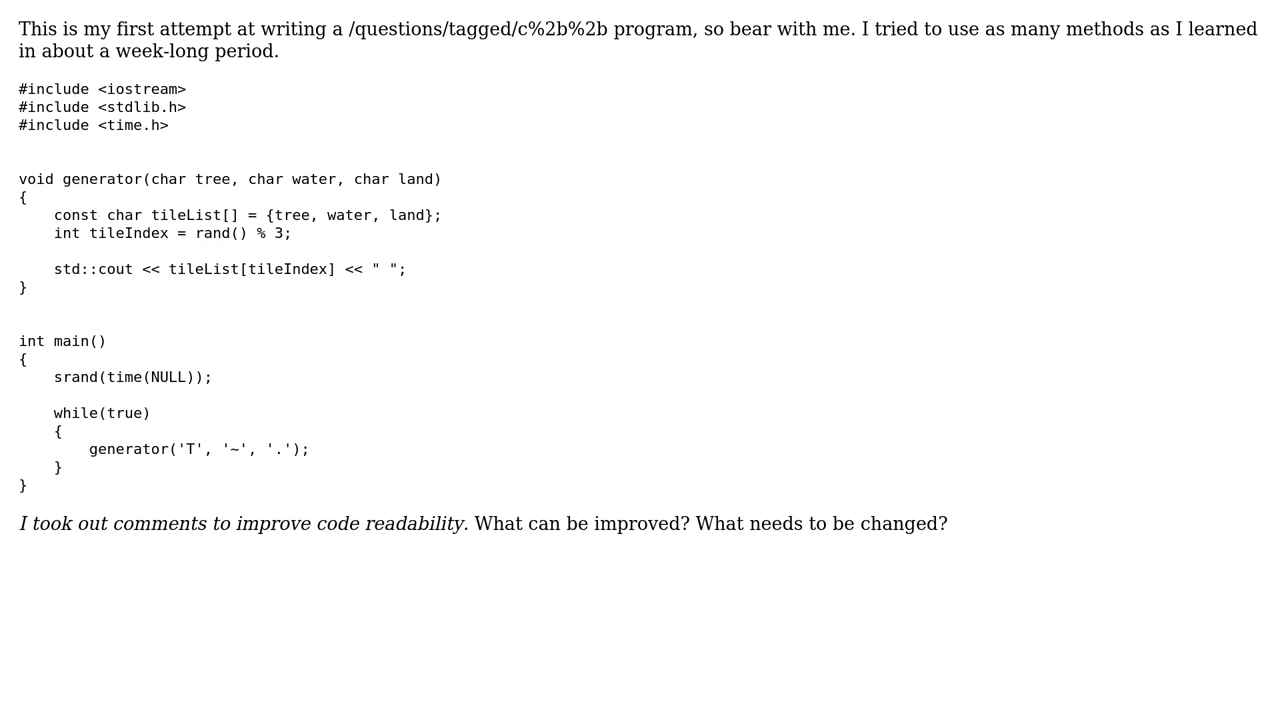 This is my first attempt at writing a /questions/tagged/c%2b%2b program, so bear with me. I tried to use as many methods as I learned
in about a week-long period.
#include <iostream>
#include <stdlib.h>
#include <time.h>
void generator(char tree, char water, char land)
{
    const char tileList[] = {tree, water, land};
    int tileIndex = rand() % 3;
    std::cout << tileList[tileIndex] << " ";
}
int main()
{
    srand(time(NULL));
    while(true)
    {
        generator('T', '~', '.');
    }
}
I took out comments to improve code readability. What can be improved? What needs to be changed?